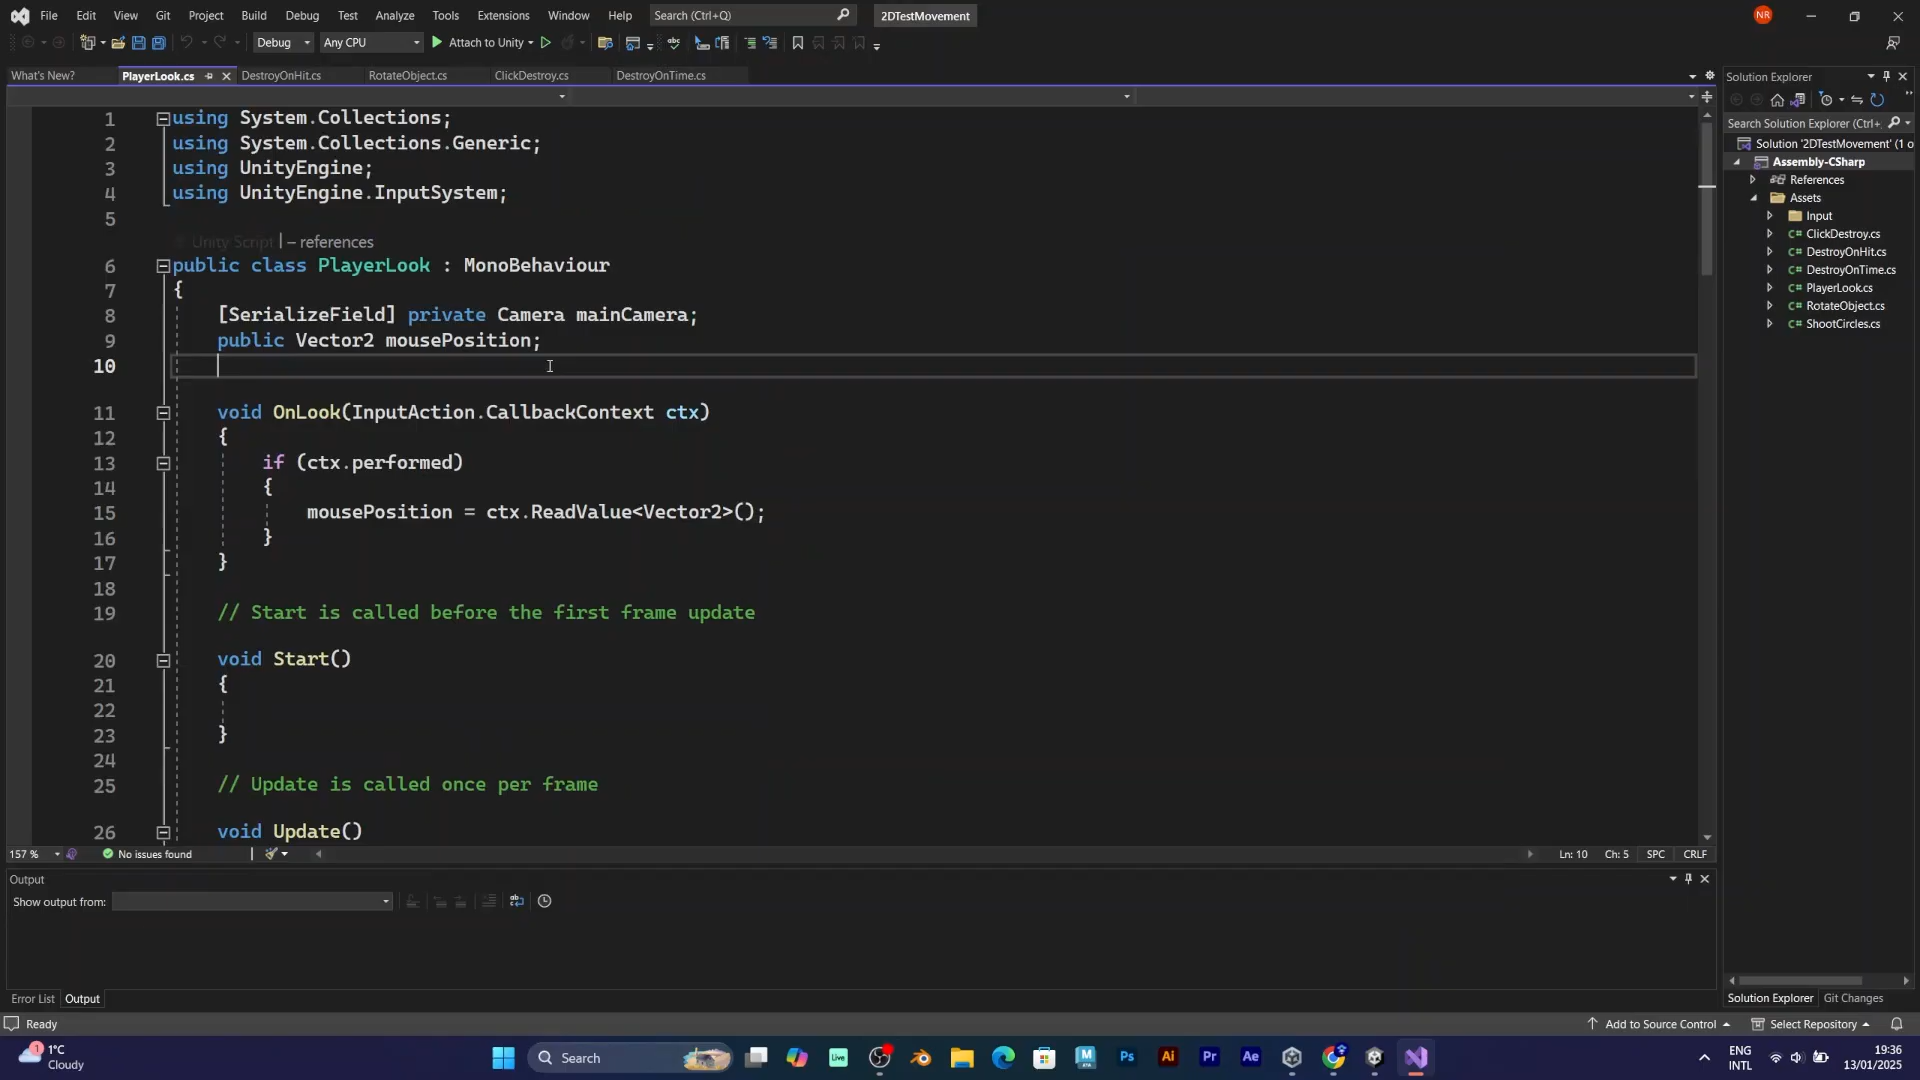 File Edit View Git Project Build Debug Test Analyze Tools Extensions Window Help Search (Ctrl+Q) 2DTestMovement NR
Debug Any CPU Attach to Unity
What's New? PlayerLook.cs DestroyOnHit.cs RotateObject.cs ClickDestroy.cs DestroyOnTime.cs
1 using System.Collections;
2 using System.Collections.Generic;
3 using UnityEngine;
4 using UnityEngine.InputSystem;
5
Unity Script | – references
6 public class PlayerLook : MonoBehaviour
7 {
8 [SerializeField] private Camera mainCamera;
9 public Vector2 mousePosition;
10
11 void OnLook(InputAction.CallbackContext ctx)
12 {
13 if (ctx.performed)
14 {
15 mousePosition = ctx.ReadValue<Vector2>();
16 }
17 }
18
19 // Start is called before the first frame update
20 void Start()
21 {
22
23 }
24
25 // Update is called once per frame
26 void Update()
157 % No issues found Ln: 10 Ch: 5 SPC CRLF
Output
Show output from:
Error List Output
Solution Explorer
Search Solution Explorer (Ctrl+
Solution '2DTestMovement' (1 o
Assembly-CSharp
References
Assets
Input
C# ClickDestroy.cs
C# DestroyOnHit.cs
C# DestroyOnTime.cs
C# PlayerLook.cs
C# RotateObject.cs
C# ShootCircles.cs
Solution Explorer Git Changes
Ready Add to Source Control Select Repository
1 1°C
Cloudy
Search
Live
M
Ps Ai Pr Ae
ENG
INTL
19:36
13/01/2025